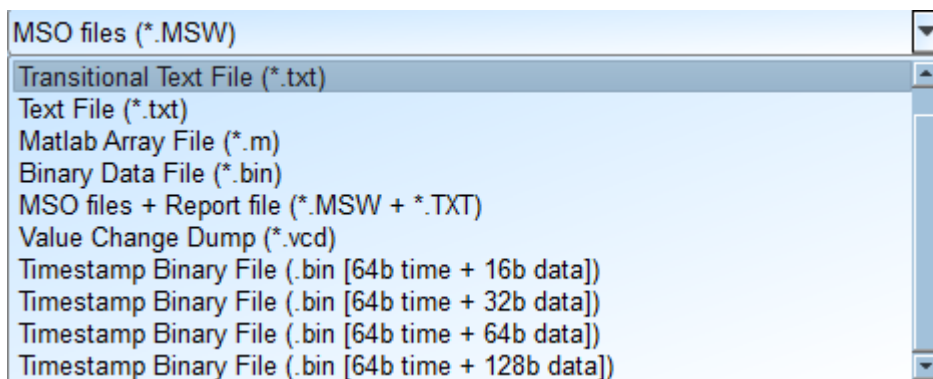 MSO files (*.MSW)
Transitional Text File (*.txt)
Text File (*.txt)
Matlab Array File (*.m)
Binary Data File (*.bin)
MSO files + Report file (*.MSW + *.TXT)
Value Change Dump (*.vcd)
Timestamp Binary File (.bin [64b time + 16b data])
Timestamp Binary File (.bin [64b time + 32b data])
Timestamp Binary File (.bin [64b time + 64b data])
Timestamp Binary File (.bin [64b time + 128b data])